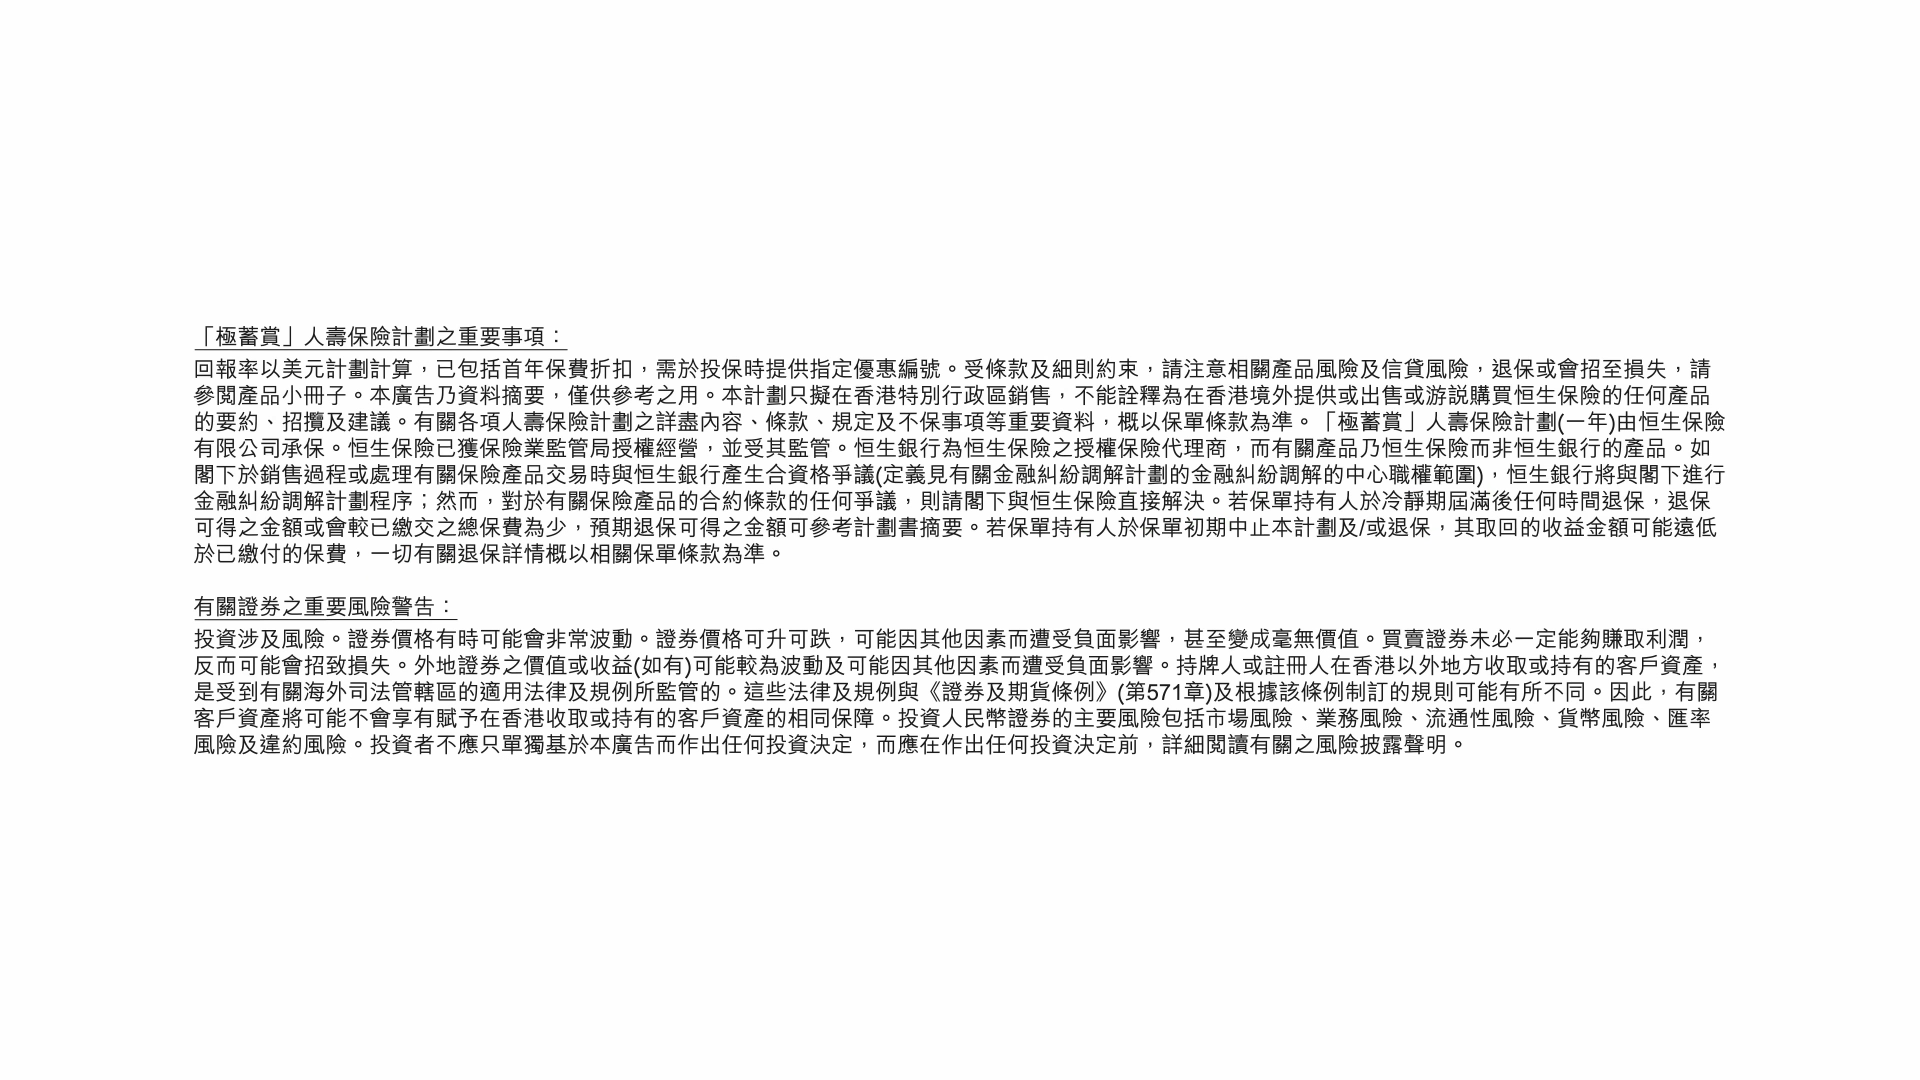 「極蓄賞」人壽保險計劃之重要事項：
回報率以美元計劃計算，已包括首年保費折扣，需於投保時提供指定優惠編號。受條款及細則約束，請注意相關產品風險及信貸風險，退保或會招至損失，請
參閱產品小冊子。本廣告乃資料摘要，僅供參考之用。本計劃只擬在香港特別行政區銷售，不能詮釋為在香港境外提供或出售或游説購買恒生保險的任何產品
的要約、招攬及建議。有關各項人壽保險計劃之詳盡內容、條款、規定及不保事項等重要資料，概以保單條款為準。「極蓄賞」人壽保險計劃(一年)由恒生保險
有限公司承保。恒生保險已獲保險業監管局授權經營，並受其監管。恒生銀行為恒生保險之授權保險代理商，而有關產品乃恒生保險而非恒生銀行的產品。如
閣下於銷售過程或處理有關保險產品交易時與恒生銀行產生合資格爭議(定義見有關金融糾紛調解計劃的金融糾紛調解的中心職權範圍)，恒生銀行將與閣下進行
金融糾紛調解計劃程序；然而，對於有關保險產品的合約條款的任何爭議，則請閣下與恒生保險直接解決。若保單持有人於冷靜期屆滿後任何時間退保，退保
可得之金額或會較已繳交之總保費為少，預期退保可得之金額可參考計劃書摘要。若保單持有人於保單初期中止本計劃及/或退保，其取回的收益金額可能遠低
於已繳付的保費，一切有關退保詳情概以相關保單條款為準。
有關證券之重要風險警告：
投資涉及風險。證券價格有時可能會非常波動。證券價格可升可跌，可能因其他因素而遭受負面影響，甚至變成毫無價值。買賣證券未必一定能夠賺取利潤，
反而可能會招致損失。外地證券之價值或收益(如有)可能較為波動及可能因其他因素而遭受負面影響。持牌人或註冊人在香港以外地方收取或持有的客戶資產，
是受到有關海外司法管轄區的適用法律及規例所監管的。這些法律及規例與《證券及期貨條例》(第571章)及根據該條例制訂的規則可能有所不同。因此，有關
客戶資產將可能不會享有賦予在香港收取或持有的客戶資產的相同保障。投資人民幣證券的主要風險包括市場風險、業務風險、流通性風險、貨幣風險、匯率
風險及違約風險。投資者不應只單獨基於本廣告而作出任何投資決定，而應在作出任何投資決定前，詳細閱讀有關之風險披露聲明。